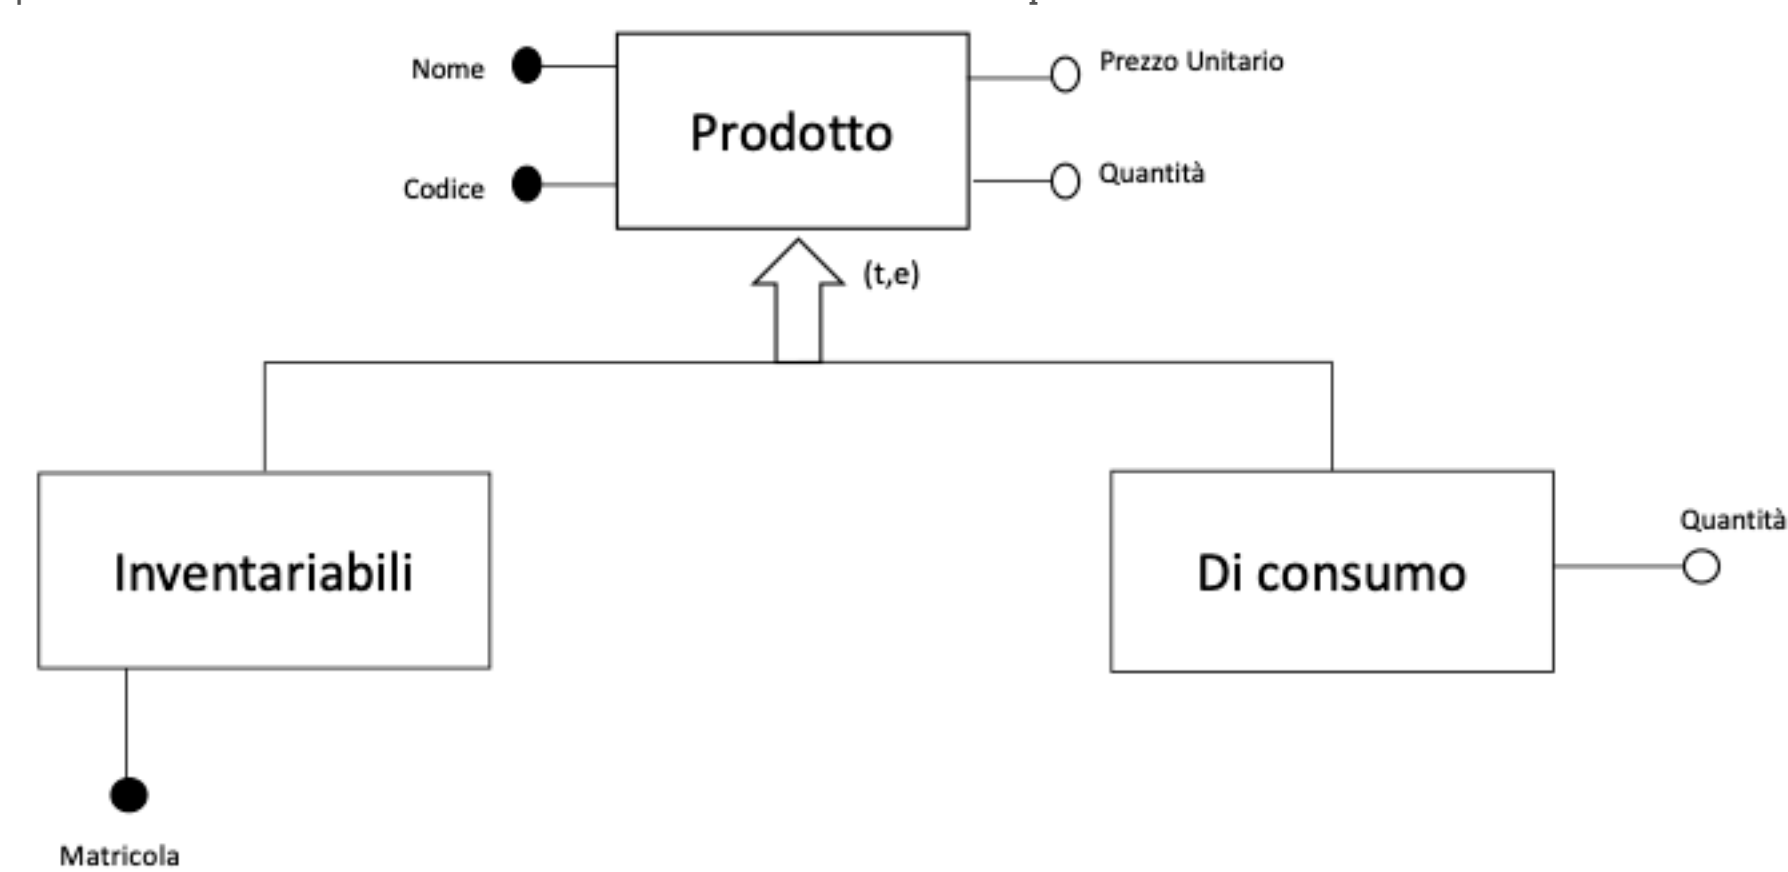 Nome
Prezzo Unitario
Prodotto
Codice
Quantità
(t,e)
Quantità
Inventariabili
Di consumo
Matricola